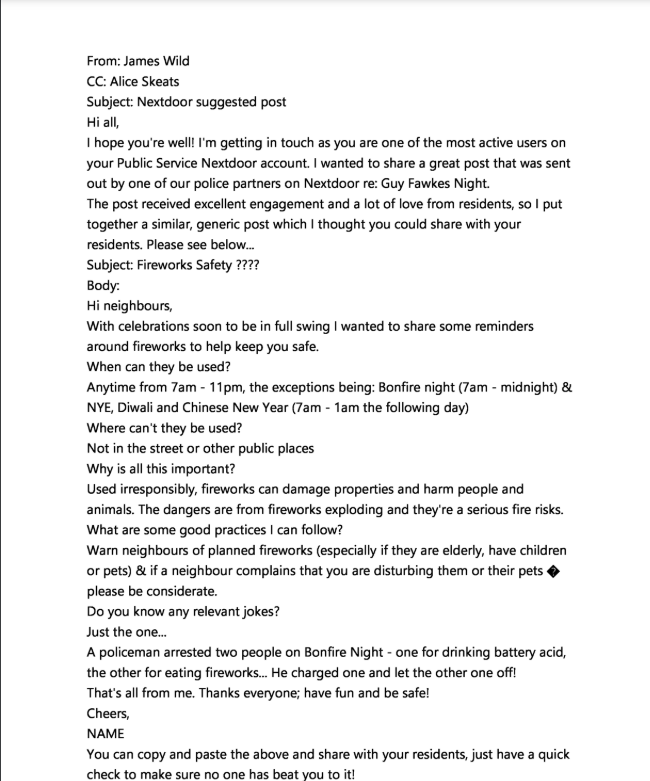 From: James Wild
CC: Alice Skeats
Subject: Nextdoor suggested post
Hi all,
I hope you're well! I'm getting in touch as you are one of the most active users on
your Public Service Nextdoor account. I wanted to share a great post that was sent
out by one of our police partners on Nextdoor re: Guy Fawkes Night.
The post received excellent engagement and a lot of love from residents, so I put
together a similar, generic post which I thought you could share with your
residents. Please see below...
Subject: Fireworks Safety ????
Body:
Hi neighbours,
With celebrations soon to be in full swing I wanted to share some reminders
around fireworks to help keep you safe.
When can they be used?
Anytime from 7am - 11pm, the exceptions being: Bonfire night (7am - midnight) &
NYE, Diwali and Chinese New Year (7am - 1am the following day)
Where can't they be used?
Not in the street or other public places
Why is all this important?
Used irresponsibly, fireworks can damage properties and harm people and
animals. The dangers are from fireworks exploding and they're a serious fire risks.
What are some good practices I can follow?
Warn neighbours of planned fireworks (especially if they are elderly, have children
or pets) & if a neighbour complains that you are disturbing them or their pets �
please be considerate.
Do you know any relevant jokes?
Just the one...
A policeman arrested two people on Bonfire Night - one for drinking battery acid,
the other for eating fireworks... He charged one and let the other one off!
That's all from me. Thanks everyone; have fun and be safe!
Cheers,
NAME
You can copy and paste the above and share with your residents, just have a quick
check to make sure no one has beat you to it!